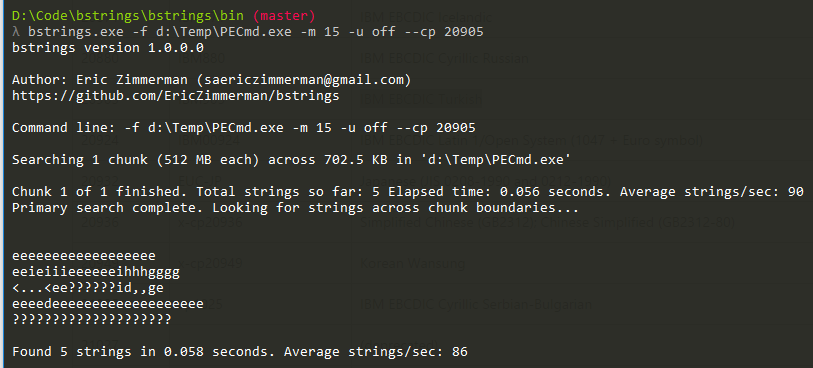 D:\Code\bstrings\bstrings\bin (master)
λ bstrings.exe -f d:\Temp\PECmd.exe -m 15 -u off --cp 20905
bstrings version 1.0.0.0
Author: Eric Zimmerman (saericzimmerman@gmail.com)
https://github.com/EricZimmerman/bstrings
Command line: -f d:\Temp\PECmd.exe -m 15 -u off --cp 20905
Searching 1 chunk (512 MB each) across 702.5 KB in 'd:\Temp\PECmd.exe'
Chunk 1 of 1 finished. Total strings so far: 5 Elapsed time: 0.056 seconds. Average strings/sec: 90
Primary search complete. Looking for strings across chunk boundaries...
eeeeeeeeeeeeeeeeee
eeieiiieeeeeeihhhgggg
<...<ee??????id,,ge
eeeedeeeeeeeeeeeeeeeeeee
????????????????????
Found 5 strings in 0.058 seconds. Average strings/sec: 86